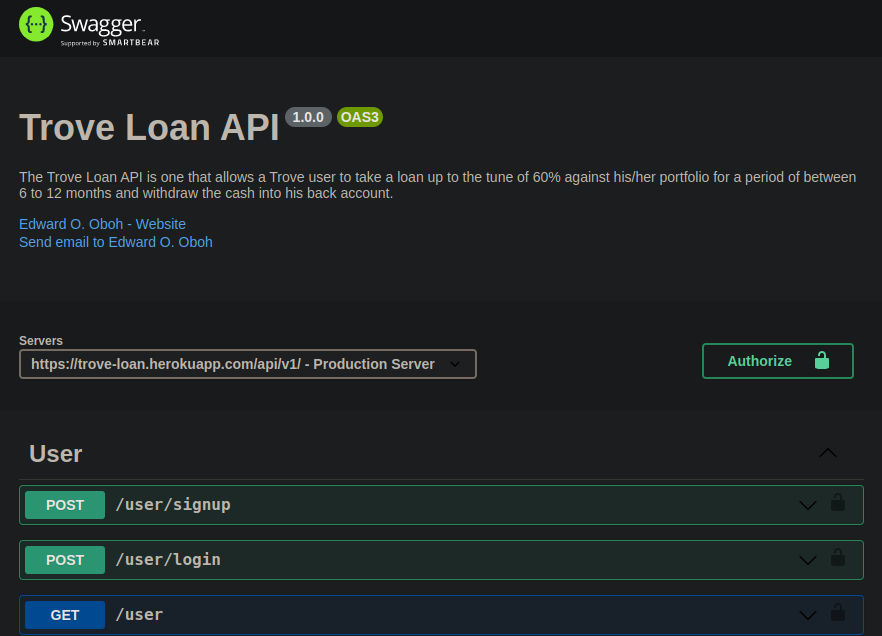 Swagger
Supported by SMARTBEAR
Trove Loan API 1.0.0 OAS3
The Trove Loan API is one that allows a Trove user to take a loan up to the tune of 60% against his/her portfolio for a period of between
6 to 12 months and withdraw the cash into his back account.
Edward O. Oboh - Website
Send email to Edward O. Oboh
Servers
https://trove-loan.herokuapp.com/api/v1/ - Production Server
Authorize
User
POST /user/signup
POST /user/login
GET /user